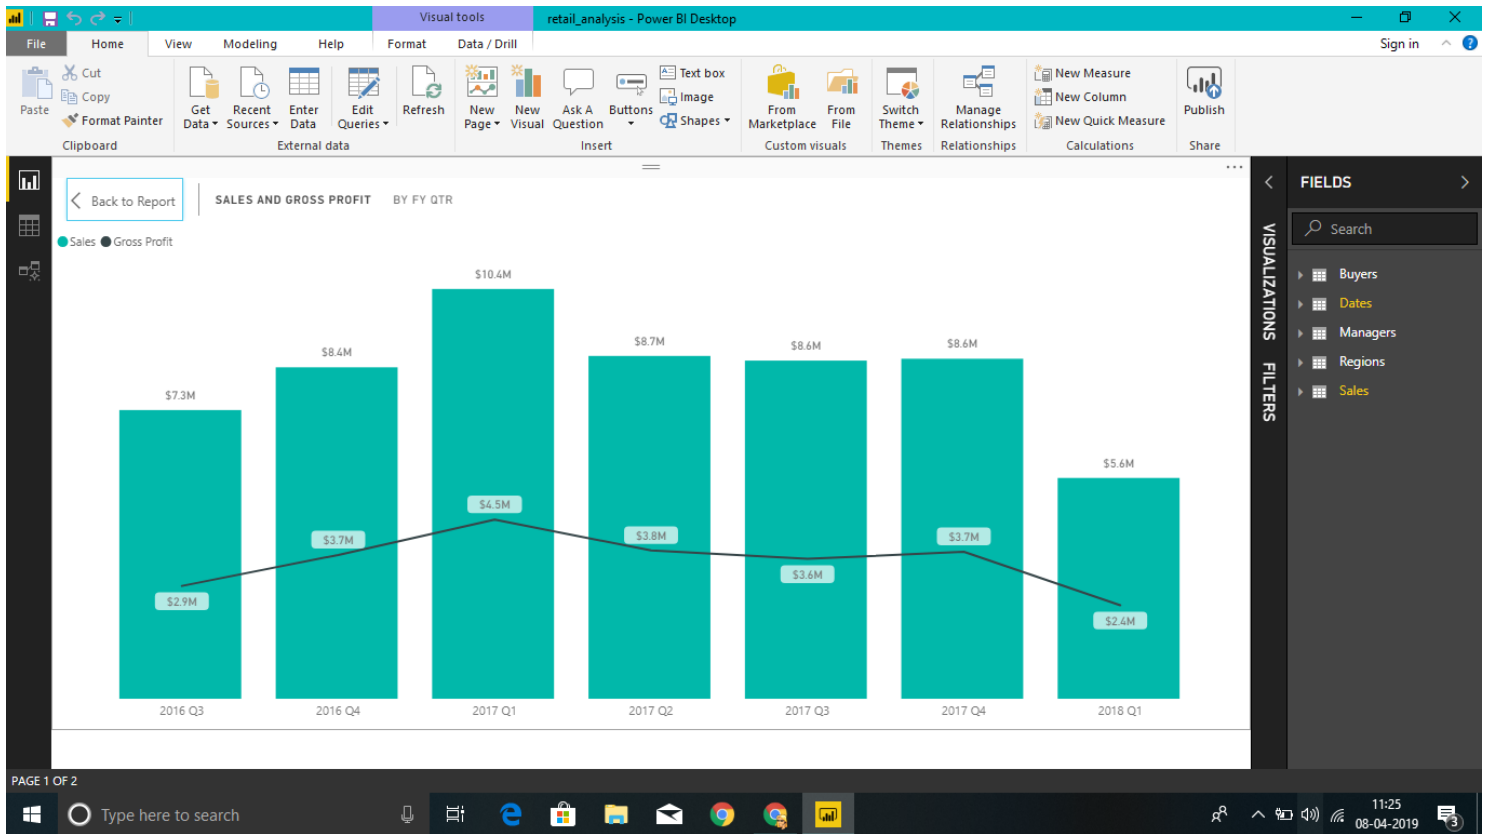 Visual tools
retail_analysis - Power BI Desktop
File Home View Modeling Help Format Data / Drill Sign in
Paste
Cut
Copy
Format Painter
Clipboard
Get Data
Recent Sources
Enter Data
Edit Queries
Refresh
External data
New Page
New Visual
Ask A Question
Buttons
Text box
Image
Shapes
Insert
From Marketplace
From File
Custom visuals
Switch Theme
Themes
Manage Relationships
Relationships
New Measure
New Column
New Quick Measure
Calculations
Publish
Share
Back to Report
SALES AND GROSS PROFIT BY FY QTR
Sales Gross Profit
$10.4M
$8.7M
$8.6M
$8.6M
$8.4M
$7.3M
$5.6M
$4.5M
$3.7M
$3.8M
$3.7M
$3.6M
$2.9M
$2.4M
2016 Q3 2016 Q4 2017 Q1 2017 Q2 2017 Q3 2017 Q4 2018 Q1
VISUALIZATIONS
FILTERS
FIELDS
Search
Buyers
Dates
Managers
Regions
Sales
PAGE 1 OF 2
Type here to search
11:25
08-04-2019
3